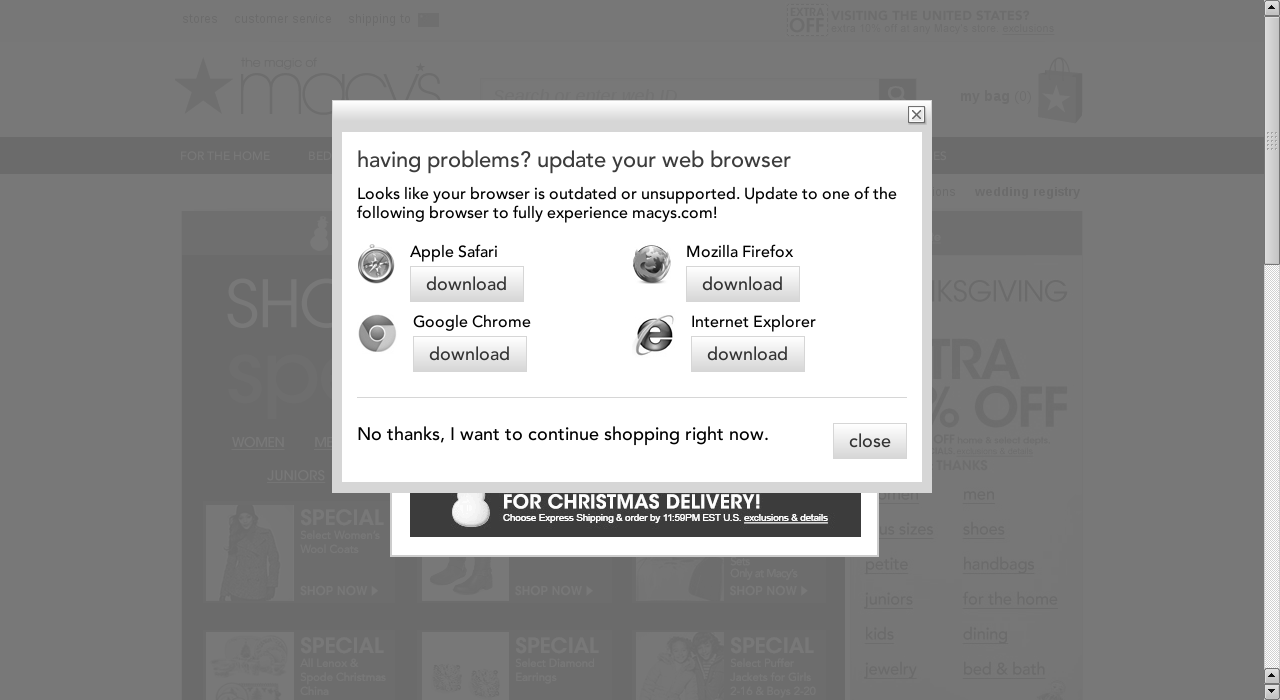 stores customer service shipping to
EXTRA OFF VISITING THE UNITED STATES?
extra 10% off at any Macy's store. exclusions
the magic of
macy's
Search or enter web ID
my bag (0)
FOR THE HOME
wedding registry
having problems? update your web browser
Looks like your browser is outdated or unsupported. Update to one of the
following browser to fully experience macys.com!
Apple Safari Mozilla Firefox
download download
Google Chrome Internet Explorer
download download
No thanks, I want to continue shopping right now. close
WOMEN
JUNIORS
FOR CHRISTMAS DELIVERY!
Choose Express Shipping & order by 11:59PM EST U.S. exclusions & details
men
shoes
petite handbags
juniors for the home
kids dining
jewelry bed & bath
SPECIAL
Select Women's
Wool Coats
Only at Macy's
SHOP NOW SHOP NOW SHOP NOW
SPECIAL SPECIAL SPECIAL
All Lenox & Select Diamond Select Puffer
Spode Christmas Earrings Jackets for Girls
China 2-16 & Boys 2-20